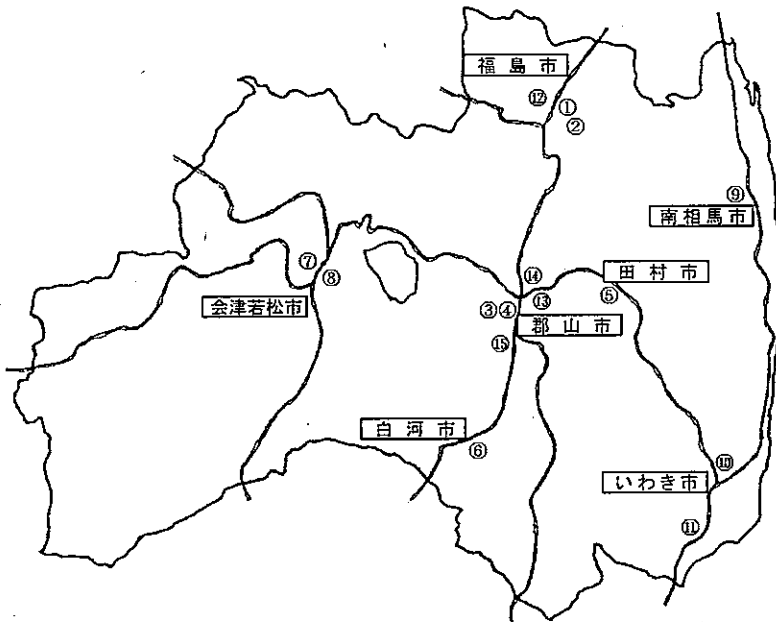 福島市
⑰ ①
②
⑨
南相馬市
⑦
⑧
⑭
田村市
会津若松市
③④ ⑬
⑤
郡山市
⑮
白河市
⑥
⑩
いわき市
⑪